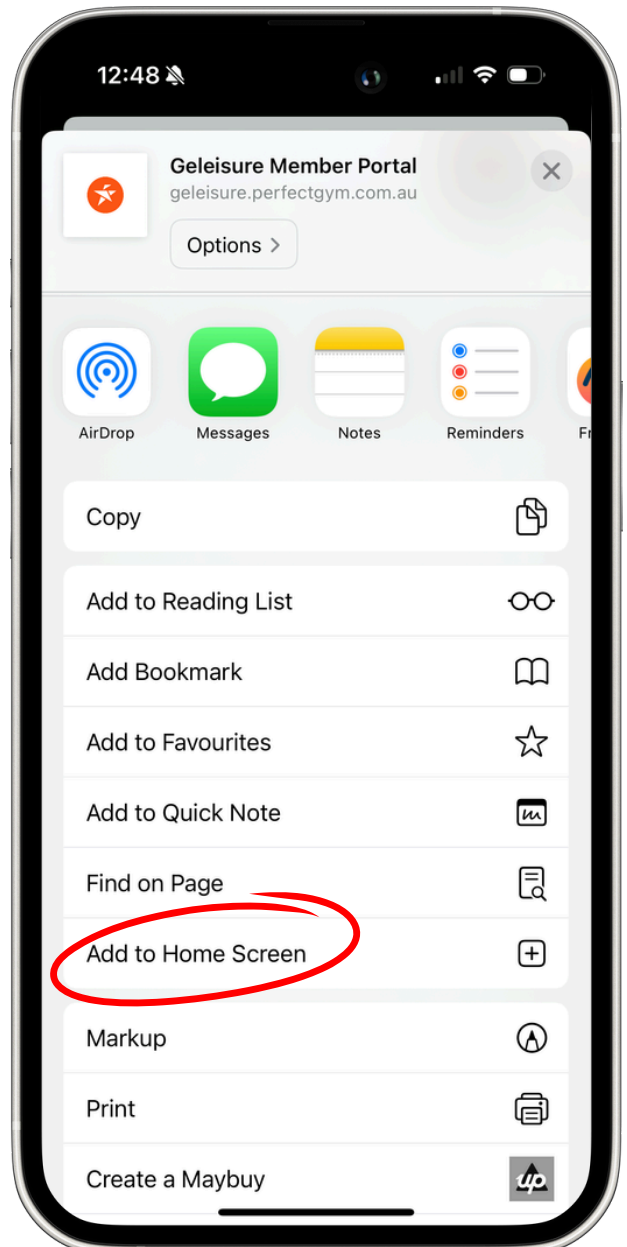 12:48
Geleisure Member Portal
geleisure.perfectgym.com.au
Options
AirDrop
Messages
Notes
Reminders
Copy
Add to Reading List
Add Bookmark
Add to Favourites
Add to Quick Note
Find on Page
Add to Home Screen
Markup
Print
Create a Maybuy
up